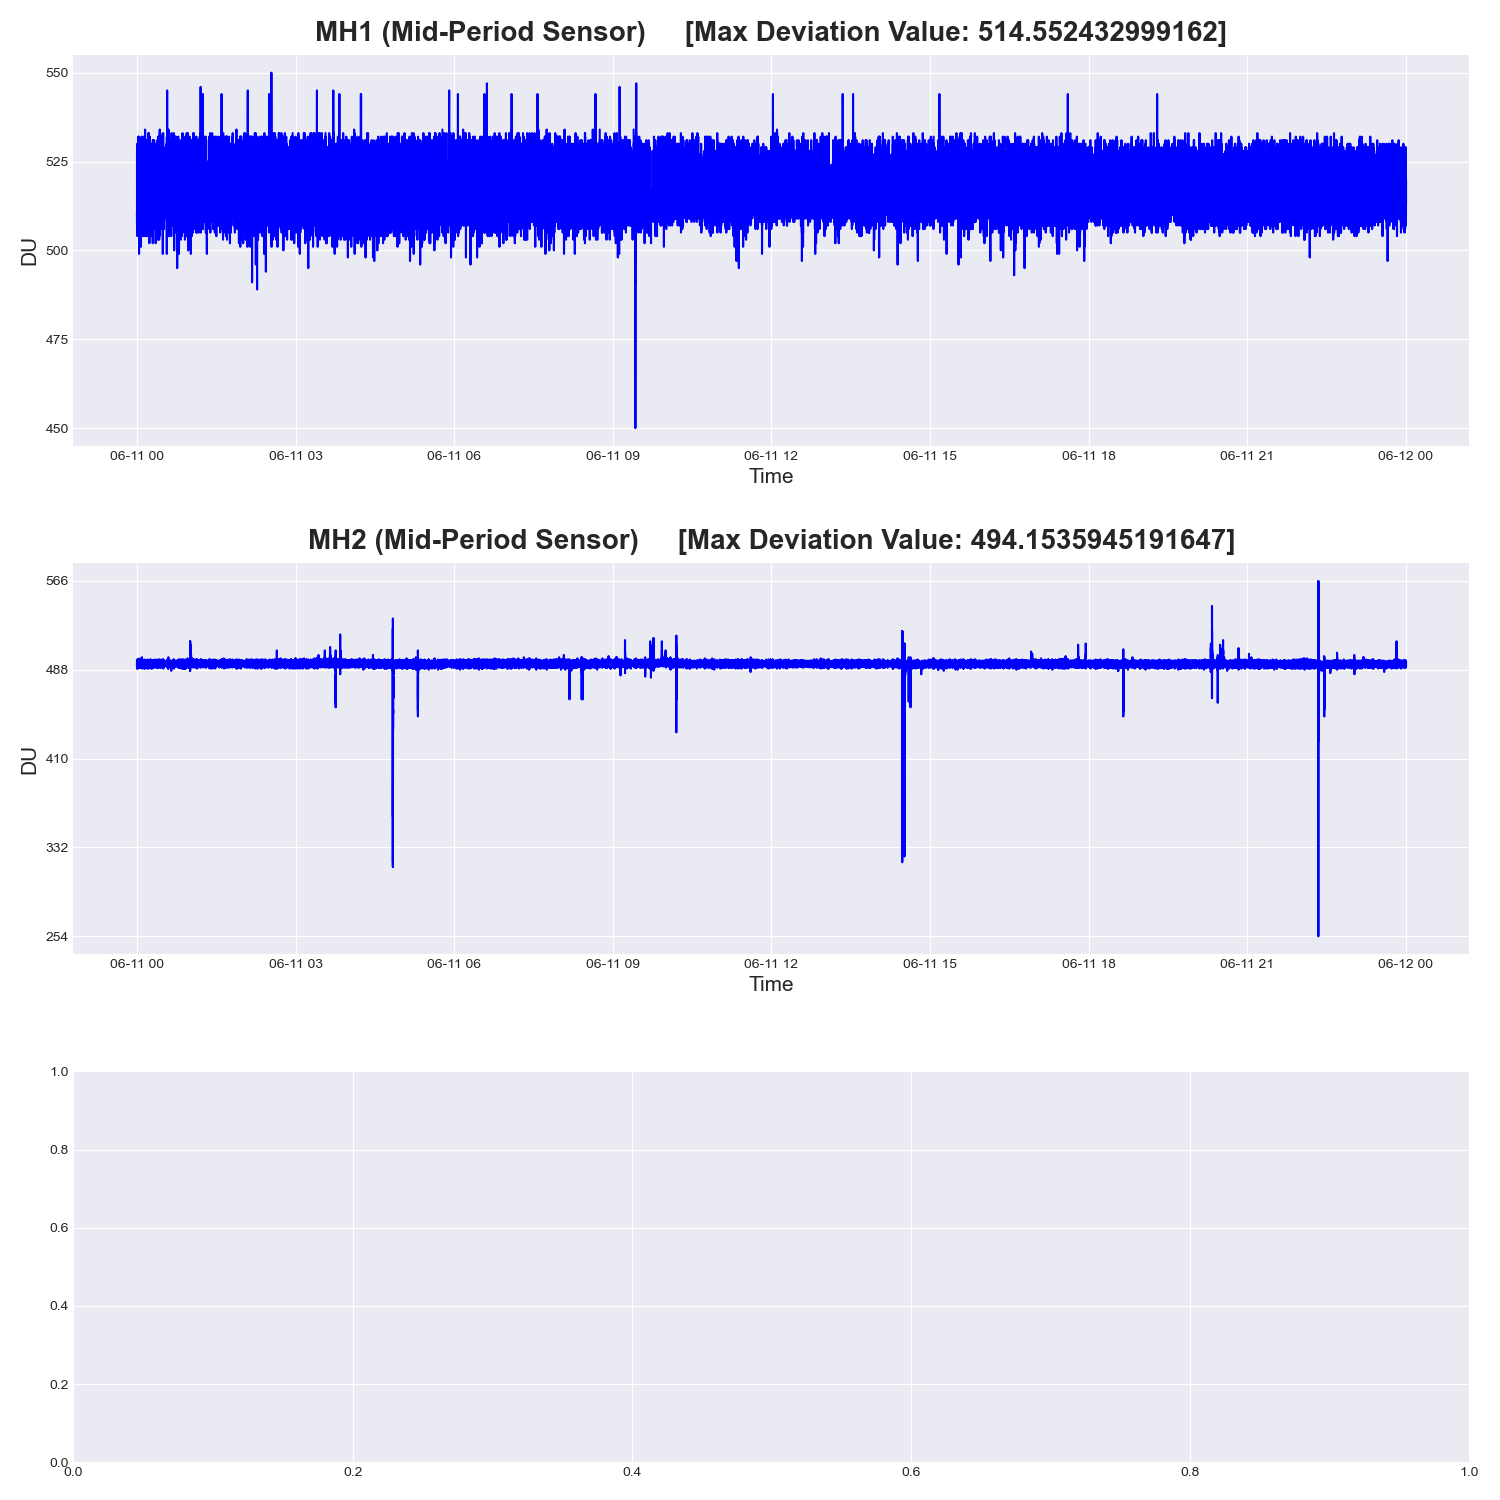 MH1 (Mid-Period Sensor) [Max Deviation Value: 514.552432999162]
550
525
500
475
450
DU
06-11 00 06-11 03 06-11 06 06-11 09 06-11 12 06-11 15 06-11 18 06-11 21 06-12 00
Time
MH2 (Mid-Period Sensor) [Max Deviation Value: 494.1535945191647]
566
488
410
332
254
DU
06-11 00 06-11 03 06-11 06 06-11 09 06-11 12 06-11 15 06-11 18 06-11 21 06-12 00
Time
1.0
0.8
0.6
0.4
0.2
0.0
0.0 0.2 0.4 0.6 0.8 1.0